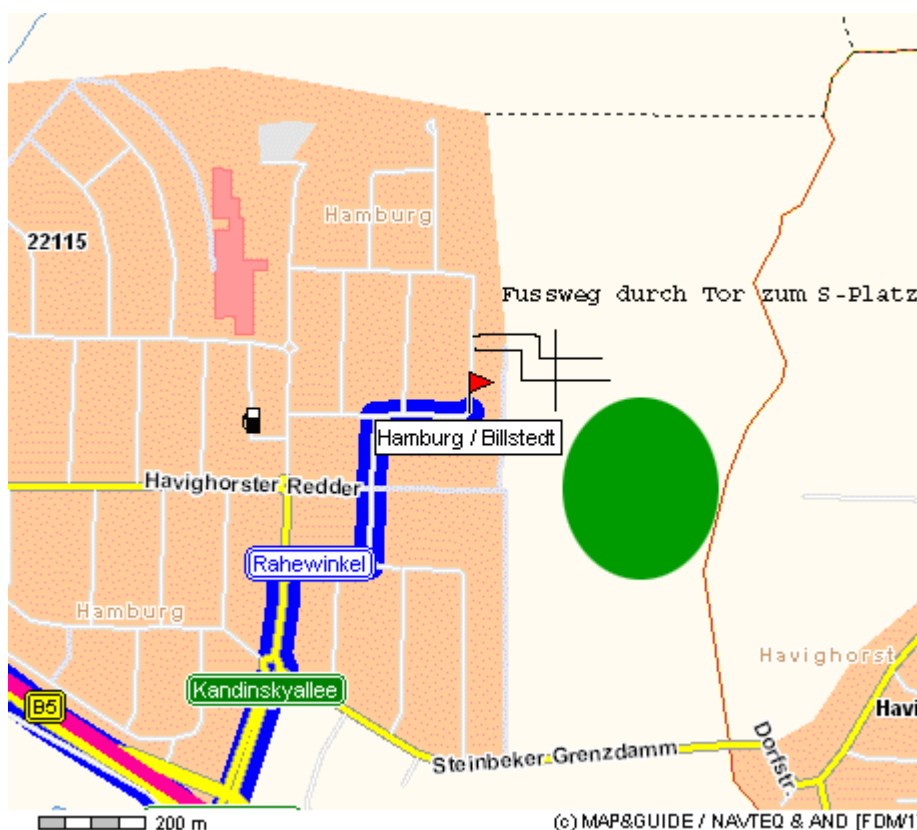 Hamburg
22115
Fussweg durch Tor zum S-Platz
Hamburg / Billstedt
Havighorster Redder
Rahewinkel
Hamburg
Havighorst
Kandinskyallee
B5
Havi
Steinbeker Grenzdamm
Dorfstr.
200 m
(c) MAP&GUIDE / NAVTEQ & AND [FDM/1